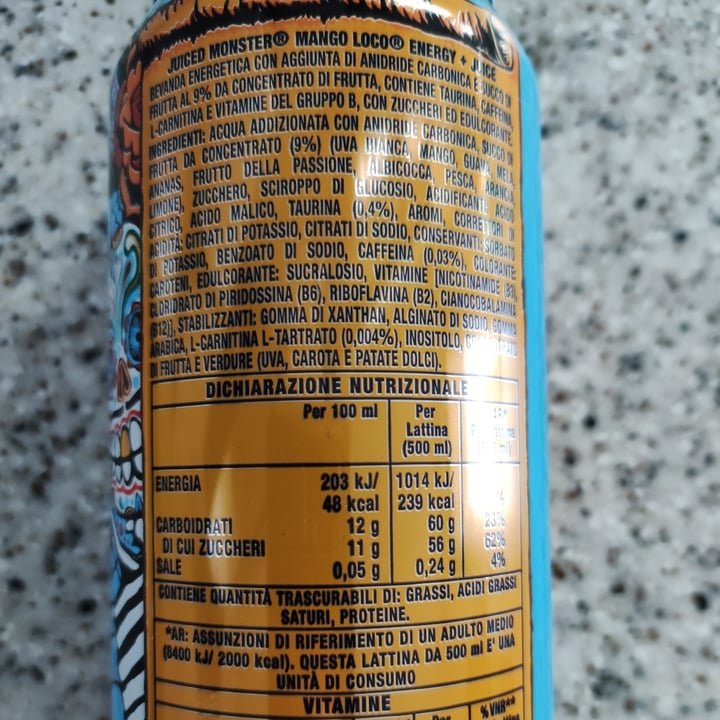 JUICED MONSTER® MANGO LOCO® ENERGY + JUICE
BEVANDA ENERGETICA CON AGGIUNTA DI ANIDRIDE CARBONICA E SUCCO DI
FRUTTA AL 9% DA CONCENTRATO DI FRUTTA, CONTIENE TAURINA, CAFFEINA,
L-CARNITINA E VITAMINE DEL GRUPPO B, CON ZUCCHERI ED EDULCORANTE.
INGREDIENTI: ACQUA ADDIZIONATA CON ANIDRIDE CARBONICA, SUCCO DI
FRUTTA DA CONCENTRATO (9%) (UVA BIANCA, MANGO, GUAVA, MELA,
ANANAS, FRUTTO DELLA PASSIONE, ALBICOCCA, PESCA, ARANCIA,
LIMONE), ZUCCHERO, SCIROPPO DI GLUCOSIO, ACIDIFICANTE: ACIDO
CITRICO, ACIDO MALICO, TAURINA (0,4%), AROMI, CORRETTORI DI
ACIDITÀ: CITRATI DI POTASSIO, CITRATI DI SODIO, CONSERVANTI: SORBATO
DI POTASSIO, BENZOATO DI SODIO, CAFFEINA (0,03%), COLORANTE:
CAROTENI, EDULCORANTE: SUCRALOSIO, VITAMINE [NICOTINAMIDE (B3),
CLORIDRATO DI PIRIDOSSINA (B6), RIBOFLAVINA (B2), CIANOCOBALAMINA
(B12)], STABILIZZANTI: GOMMA DI XANTHAN, ALGINATO DI SODIO, GOMMA
ARABICA, L-CARNITINA L-TARTRATO (0,004%), INOSITOLO,
DI FRUTTA E VERDURE (UVA, CAROTA E PATATE DOLCI).
DICHIARAZIONE NUTRIZIONALE
Per 100 ml Per
Lattina
(500 ml)
ENERGIA 203 kJ/ 1014 kJ/
48 kcal 239 kcal
CARBOIDRATI 12 g 60 g 23%
DI CUI ZUCCHERI 11 g 56 g 62%
SALE 0,05 g 0,24 g 4%
CONTIENE QUANTITÀ TRASCURABILI DI: GRASSI, ACIDI GRASSI
SATURI, PROTEINE.
*AR: ASSUNZIONI DI RIFERIMENTO DI UN ADULTO MEDIO
(8400 kJ/ 2000 kcal). QUESTA LATTINA DA 500 ml E' UNA
UNITÀ DI CONSUMO
VITAMINE
Per %VNR**